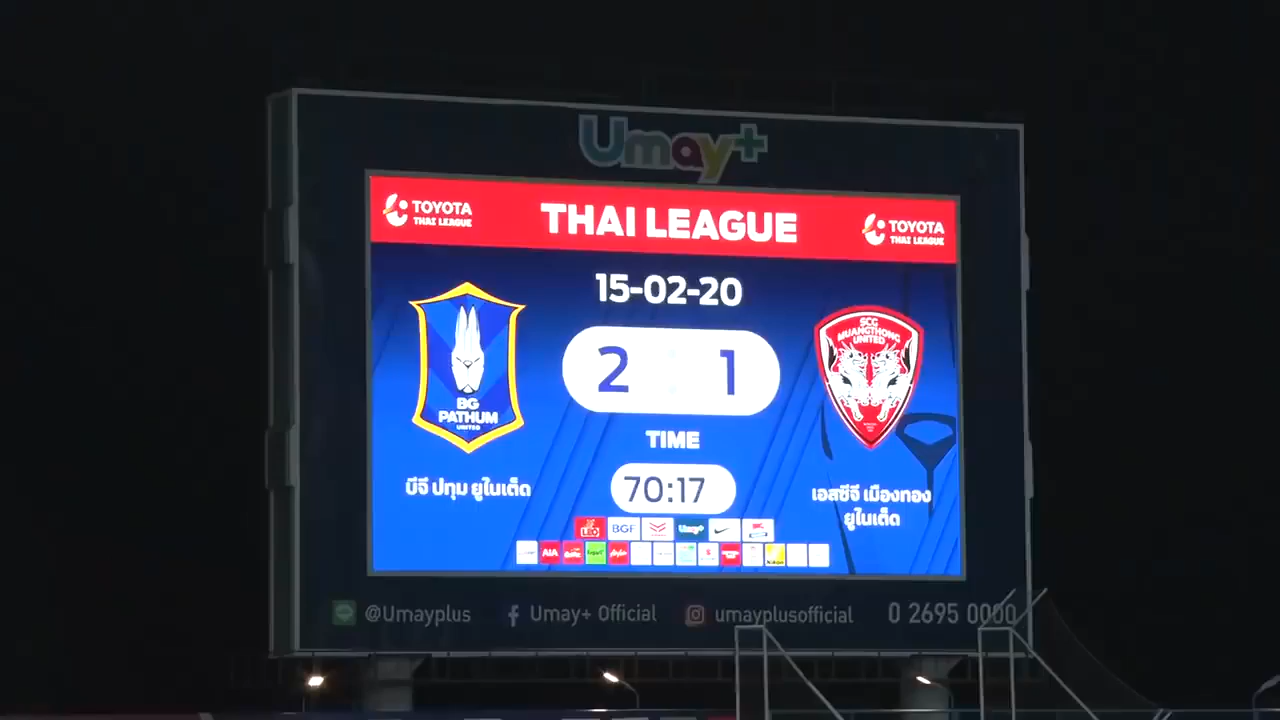 Umay+
TOYOTA
THAI LEAGUE
THAI LEAGUE
TOYOTA
THAI LEAGUE
15-02-20
BG
PATHUM
UNITED
2 : 1
SCG
MUANGTHONG
UNITED
TIME
70:17
บีจี ปทุม ยูไนเต็ด
เอสซีจี เมืองทอง
ยูไนเต็ด
LEO BGF Umay+
AIA Nikon
@Umayplus Umay+ Official umayplusofficial 0 2695 0000